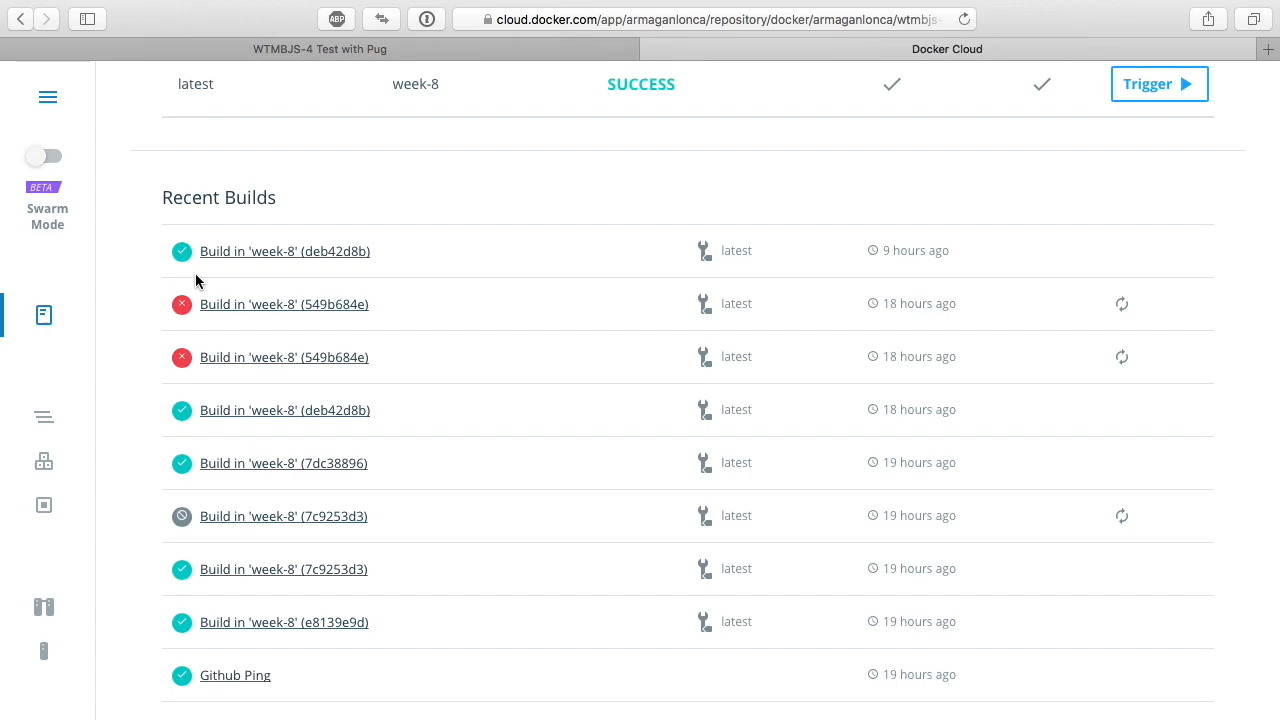 ABP
cloud.docker.com/app/armaganlonca/repository/docker/armaganlonca/wtmbjs-
WTMBJS-4 Test with Pug
Docker Cloud
latest week-8 SUCCESS Trigger
BETA
Swarm
Mode
Recent Builds
Build in 'week-8' (deb42d8b) latest 9 hours ago
Build in 'week-8' (549b684e) latest 18 hours ago
Build in 'week-8' (549b684e) latest 18 hours ago
Build in 'week-8' (deb42d8b) latest 18 hours ago
Build in 'week-8' (7dc38896) latest 19 hours ago
Build in 'week-8' (7c9253d3) latest 19 hours ago
Build in 'week-8' (7c9253d3) latest 19 hours ago
Build in 'week-8' (e8139e9d) latest 19 hours ago
Github Ping 19 hours ago